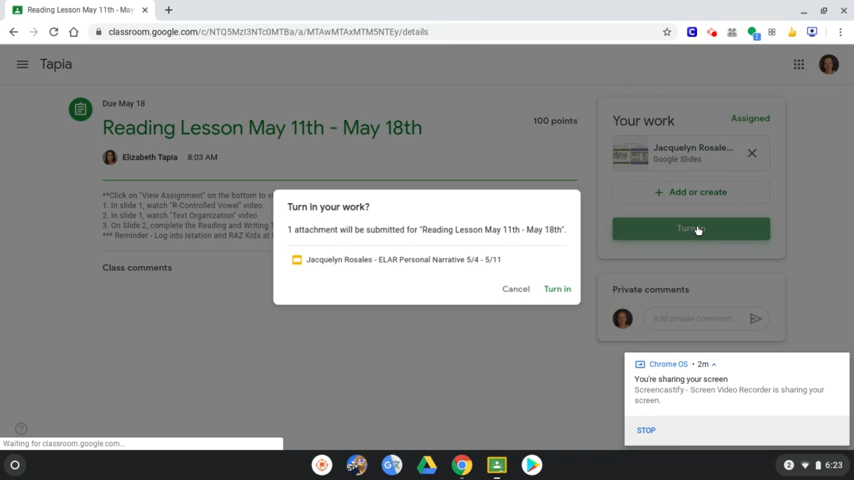 Reading Lesson May 11th - May 18th
classroom.google.com/c/NTQ5MzI3NTc0MTBa/a/MTAwMTAxMTM5NTEy/details
2
Tapia
Due May 18
Reading Lesson May 11th - May 18th
100 points
Elizabeth Tapia 8:03 AM
**Click on "View Assignment" on the bottom to v
1. In slide 1, watch "R-Controlled Vowel" video.
2. In slide 1, watch "Text Organization" video.
3. On Slide 2, complete the Reading and Writing T
*** Reminder - Log into Istation and RAZ Kids at l
Class comments
Your work
Assigned
Jacquelyn Rosale...
Google Slides
+ Add or create
Turn in
Private comments
Add private comment...
Turn in your work?
1 attachment will be submitted for "Reading Lesson May 11th - May 18th".
Jacquelyn Rosales - ELAR Personal Narrative 5/4 - 5/11
Cancel
Turn in
Chrome OS • 2m
You're sharing your screen
Screencastify - Screen Video Recorder is sharing your
screen.
STOP
Waiting for classroom.google.com...
2
6:23